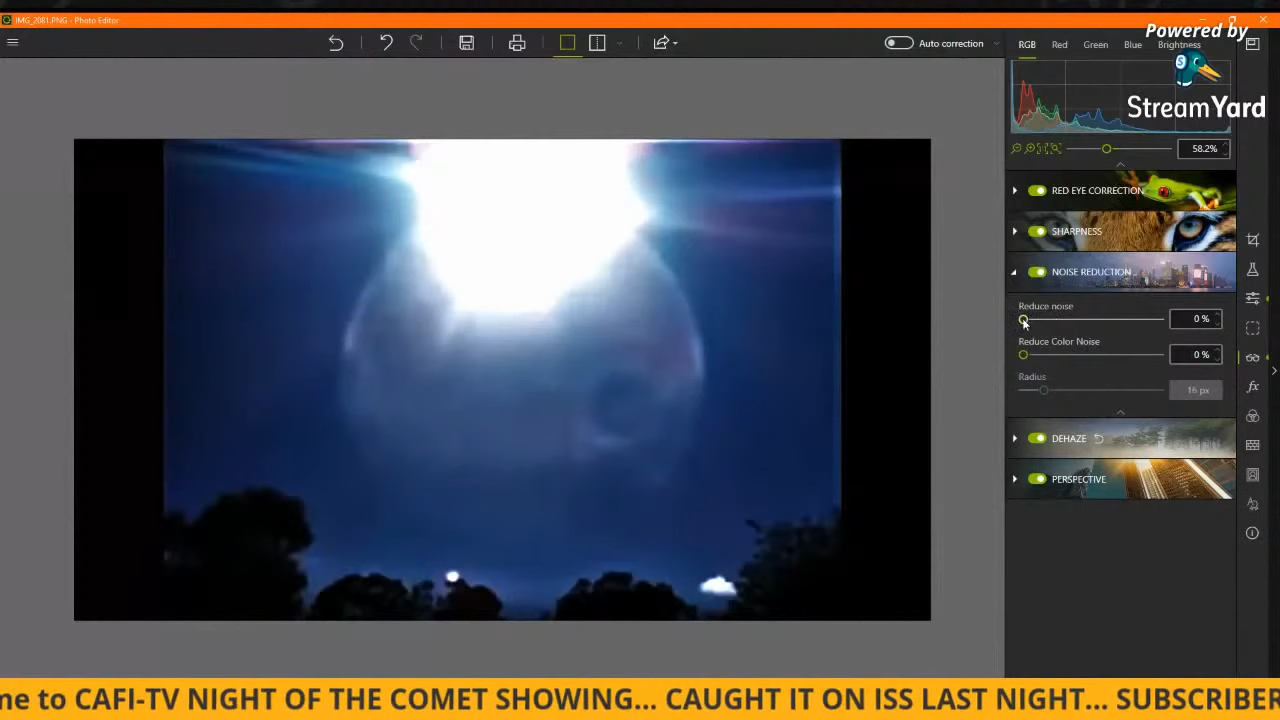 IMG_2081.PNG - Photo Editor
Auto correction
RGB Red Green Blue Brightness
Powered by
StreamYard
58.2%
RED EYE CORRECTION
SHARPNESS
NOISE REDUCTION
Reduce noise
0 %
Reduce Color Noise
0 %
Radius
16 px
DEHAZE
PERSPECTIVE
me to CAFI-TV NIGHT OF THE COMET SHOWING... CAUGHT IT ON ISS LAST NIGHT... SUBSCRIBER